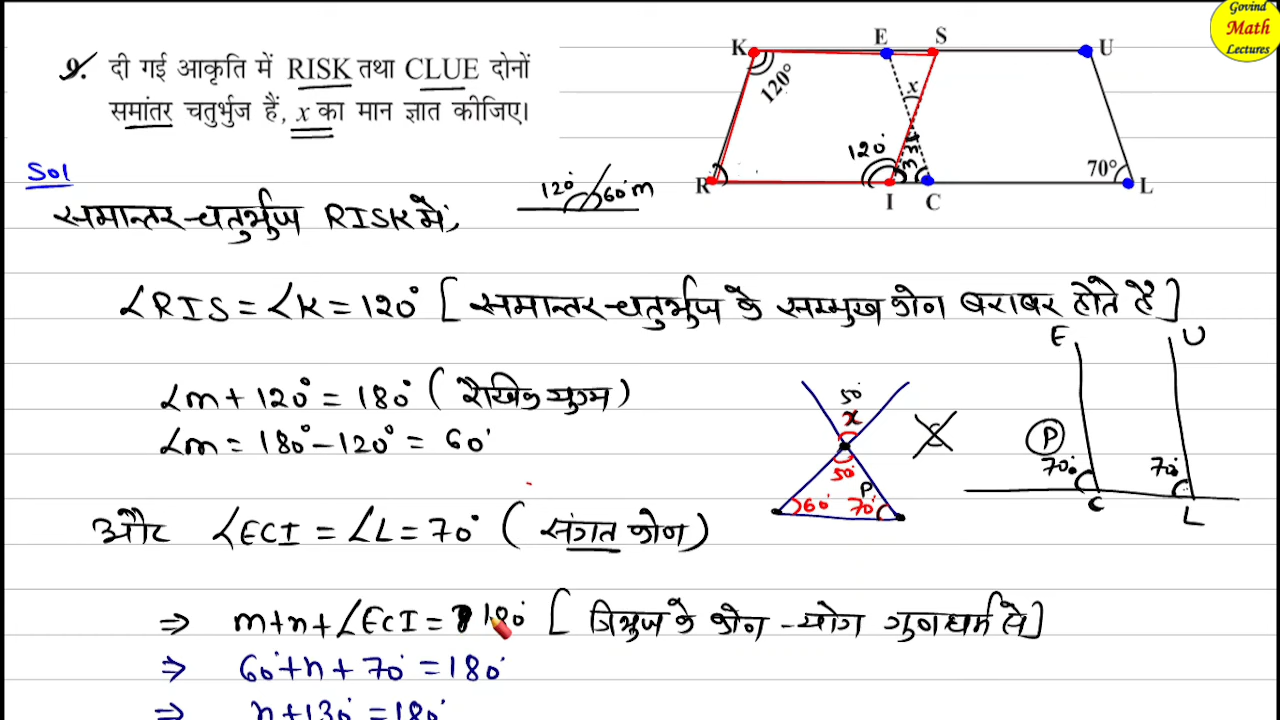 Govind
Math
Lectures
9. दी गई आकृति में RISK तथा CLUE दोनों
समांतर चतुर्भुज हैं, x का मान ज्ञात कीजिए।
K E S U
120°
x
120° n
m
70°
R I C L
Sol
120° 60° m
समान्तर-चतुर्भुज RISK में,
∠RIS = ∠K = 120° [समान्तर-चतुर्भुज के सम्मुख कोन बराबर होते है]
∠m + 120° = 180° (रैखिक युग्म)
∠m = 180° - 120° = 60°
50°
x
50°
P
60° 70°
E U
P
70° 70°
C L
और ∠ECI = ∠L = 70° (संगत कोन)
⇒ m+n+∠ECI = 180° [त्रिभुज के कोन-योग गुणधर्म से]
⇒ 60°+n+70° = 180°
⇒ n+130° = 180°